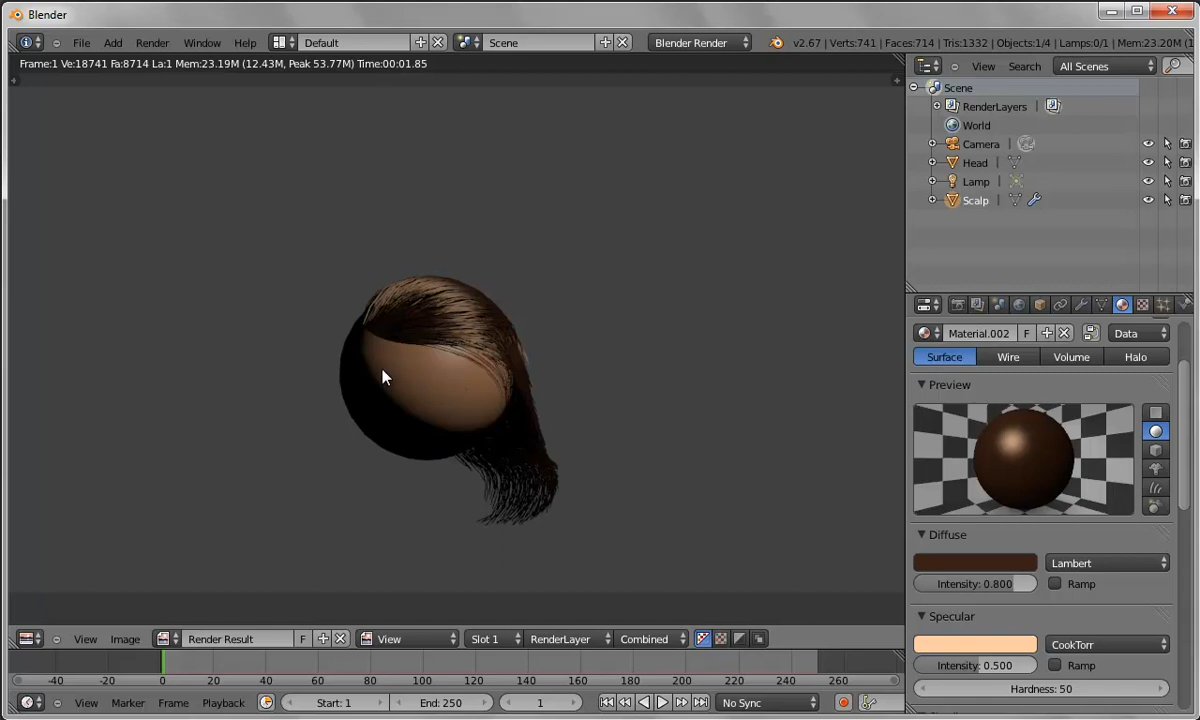 Blender
File Add Render Window Help Default Scene Blender Render v2.67 | Verts:741 | Faces:714 | Tris:1332 | Objects:1/4 | Lamps:0/1 | Mem:23.20M (1
Frame:1 Ve:18741 Fa:8714 La:1 Mem:23.19M (12.43M, Peak 53.77M) Time:00:01.85
View Search All Scenes
Scene
RenderLayers
World
Camera
Head
Lamp
Scalp
Material.002 F Data
Surface Wire Volume Halo
Preview
Diffuse
Lambert
Intensity: 0.800 Ramp
Specular
CookTorr
Intensity: 0.500 Ramp
Hardness: 50
View Image Render Result F View Slot 1 RenderLayer Combined
-40 -20 0 20 40 60 80 100 120 140 160 180 200 220 240 260
View Marker Frame Playback Start: 1 End: 250 1 No Sync